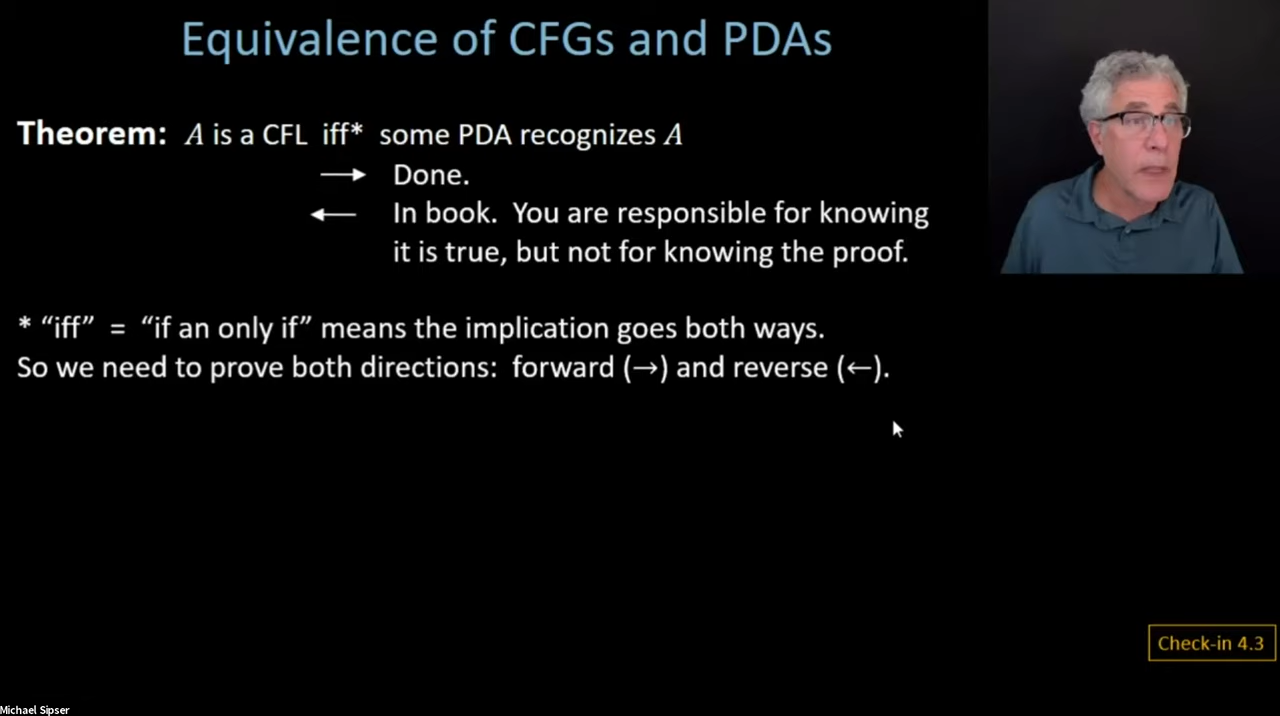 Equivalence of CFGs and PDAs
Theorem: A is a CFL iff* some PDA recognizes A
→ Done.
← In book. You are responsible for knowing
it is true, but not for knowing the proof.
* “iff” = “if an only if” means the implication goes both ways.
So we need to prove both directions: forward (→) and reverse (←).
Check-in 4.3
Michael Sipser